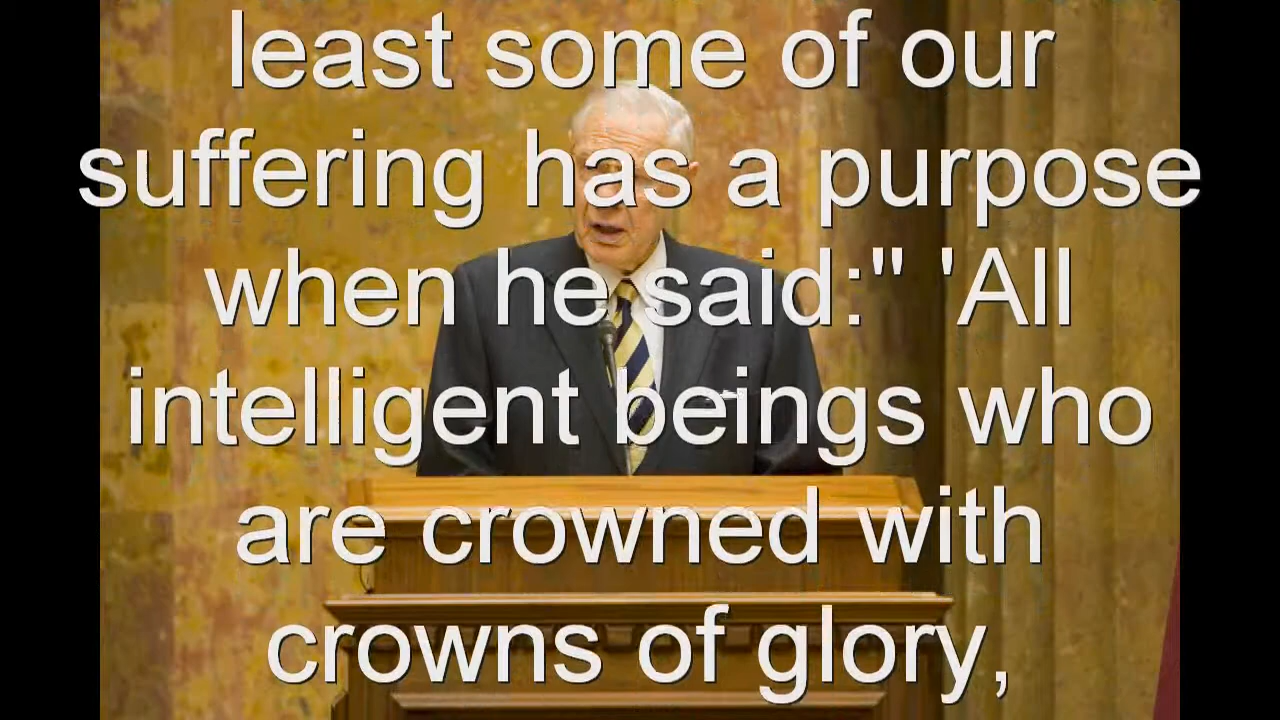 least some of our
suffering has a purpose
when he said:" 'All
intelligent beings who
are crowned with
crowns of glory,